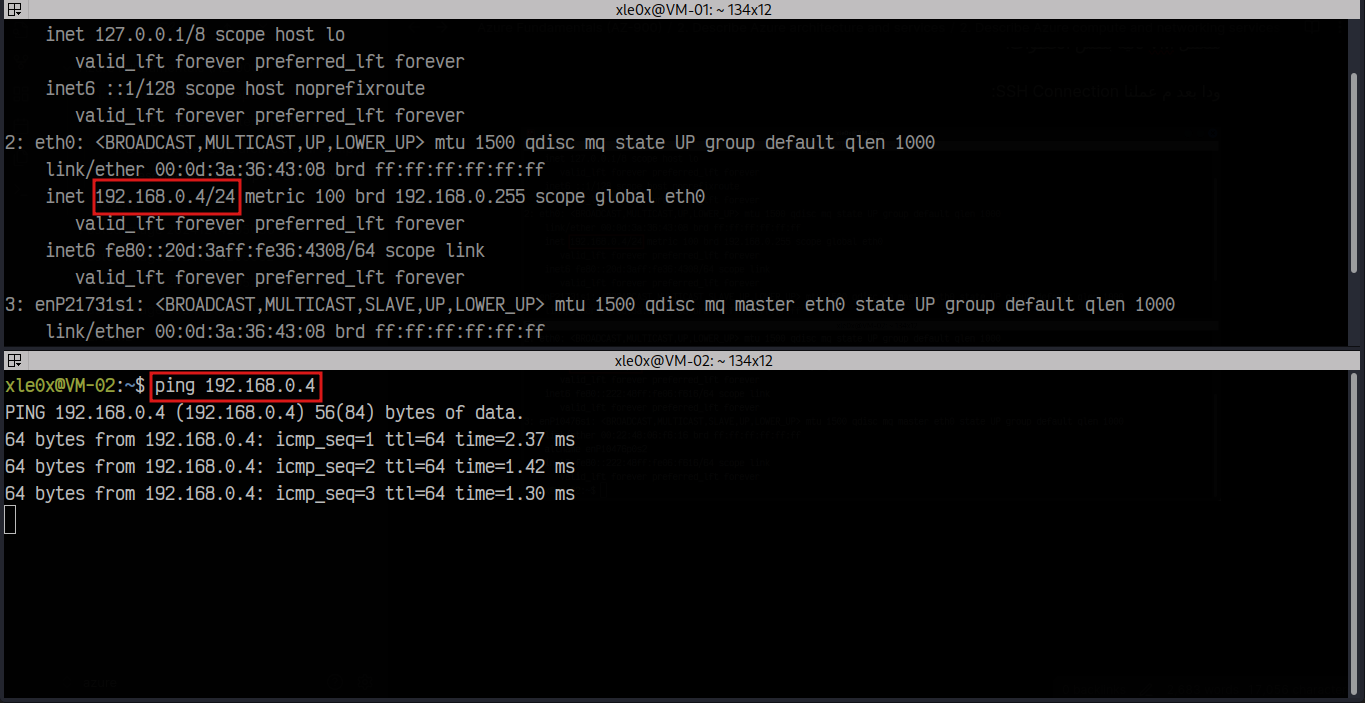 xle0x@VM-01: ~ 134x12
inet 127.0.0.1/8 scope host lo
valid_lft forever preferred_lft forever
inet6 ::1/128 scope host noprefixroute
valid_lft forever preferred_lft forever
2: eth0: <BROADCAST,MULTICAST,UP,LOWER_UP> mtu 1500 qdisc mq state UP group default qlen 1000
link/ether 00:0d:3a:36:43:08 brd ff:ff:ff:ff:ff:ff
inet 192.168.0.4/24 metric 100 brd 192.168.0.255 scope global eth0
valid_lft forever preferred_lft forever
inet6 fe80::20d:3aff:fe36:4308/64 scope link
valid_lft forever preferred_lft forever
3: enP21731s1: <BROADCAST,MULTICAST,SLAVE,UP,LOWER_UP> mtu 1500 qdisc mq master eth0 state UP group default qlen 1000
link/ether 00:0d:3a:36:43:08 brd ff:ff:ff:ff:ff:ff
xle0x@VM-02: ~ 134x12
xle0x@VM-02:~$ ping 192.168.0.4
PING 192.168.0.4 (192.168.0.4) 56(84) bytes of data.
64 bytes from 192.168.0.4: icmp_seq=1 ttl=64 time=2.37 ms
64 bytes from 192.168.0.4: icmp_seq=2 ttl=64 time=1.42 ms
64 bytes from 192.168.0.4: icmp_seq=3 ttl=64 time=1.30 ms